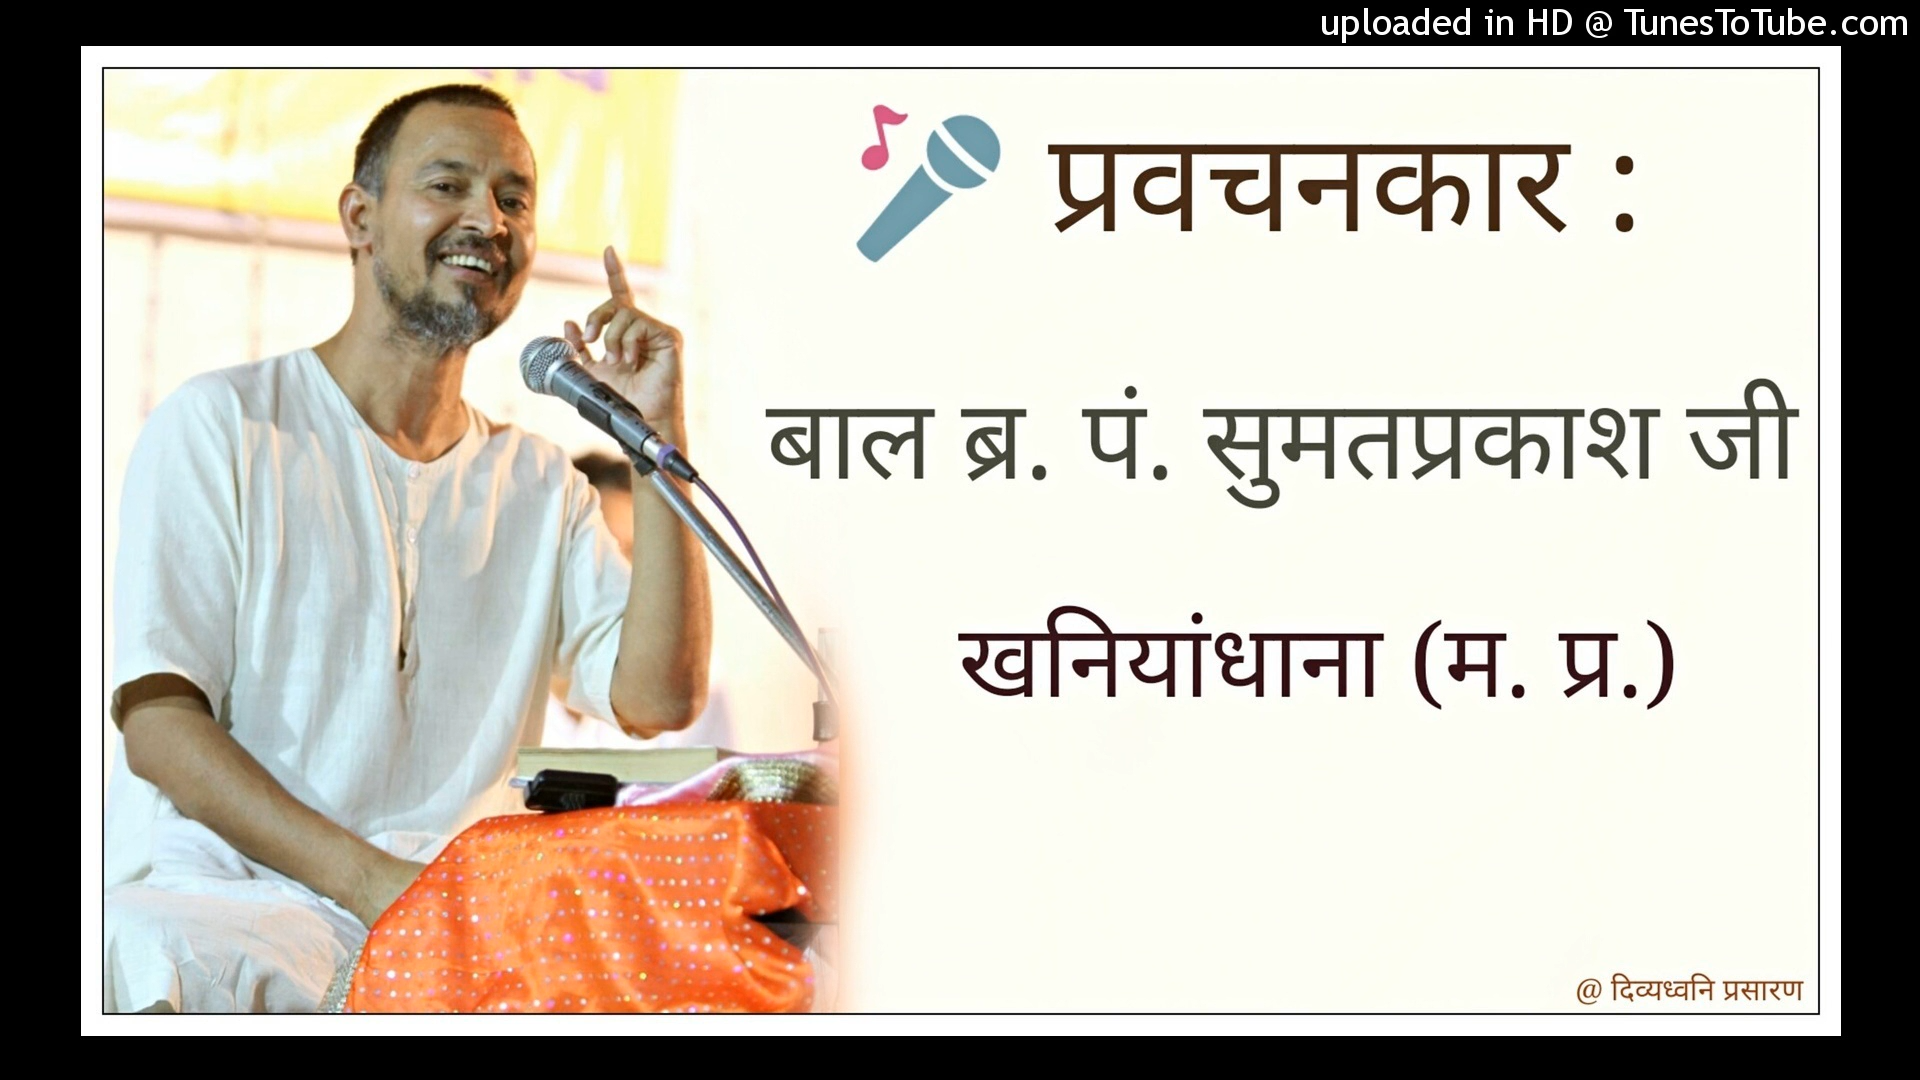 uploaded in HD @ TunesToTube.com
प्रवचनकार :
बाल ब्र. पं. सुमतप्रकाश जी
खनियांधाना (म. प्र.)
@ दिव्यध्वनि प्रसारण